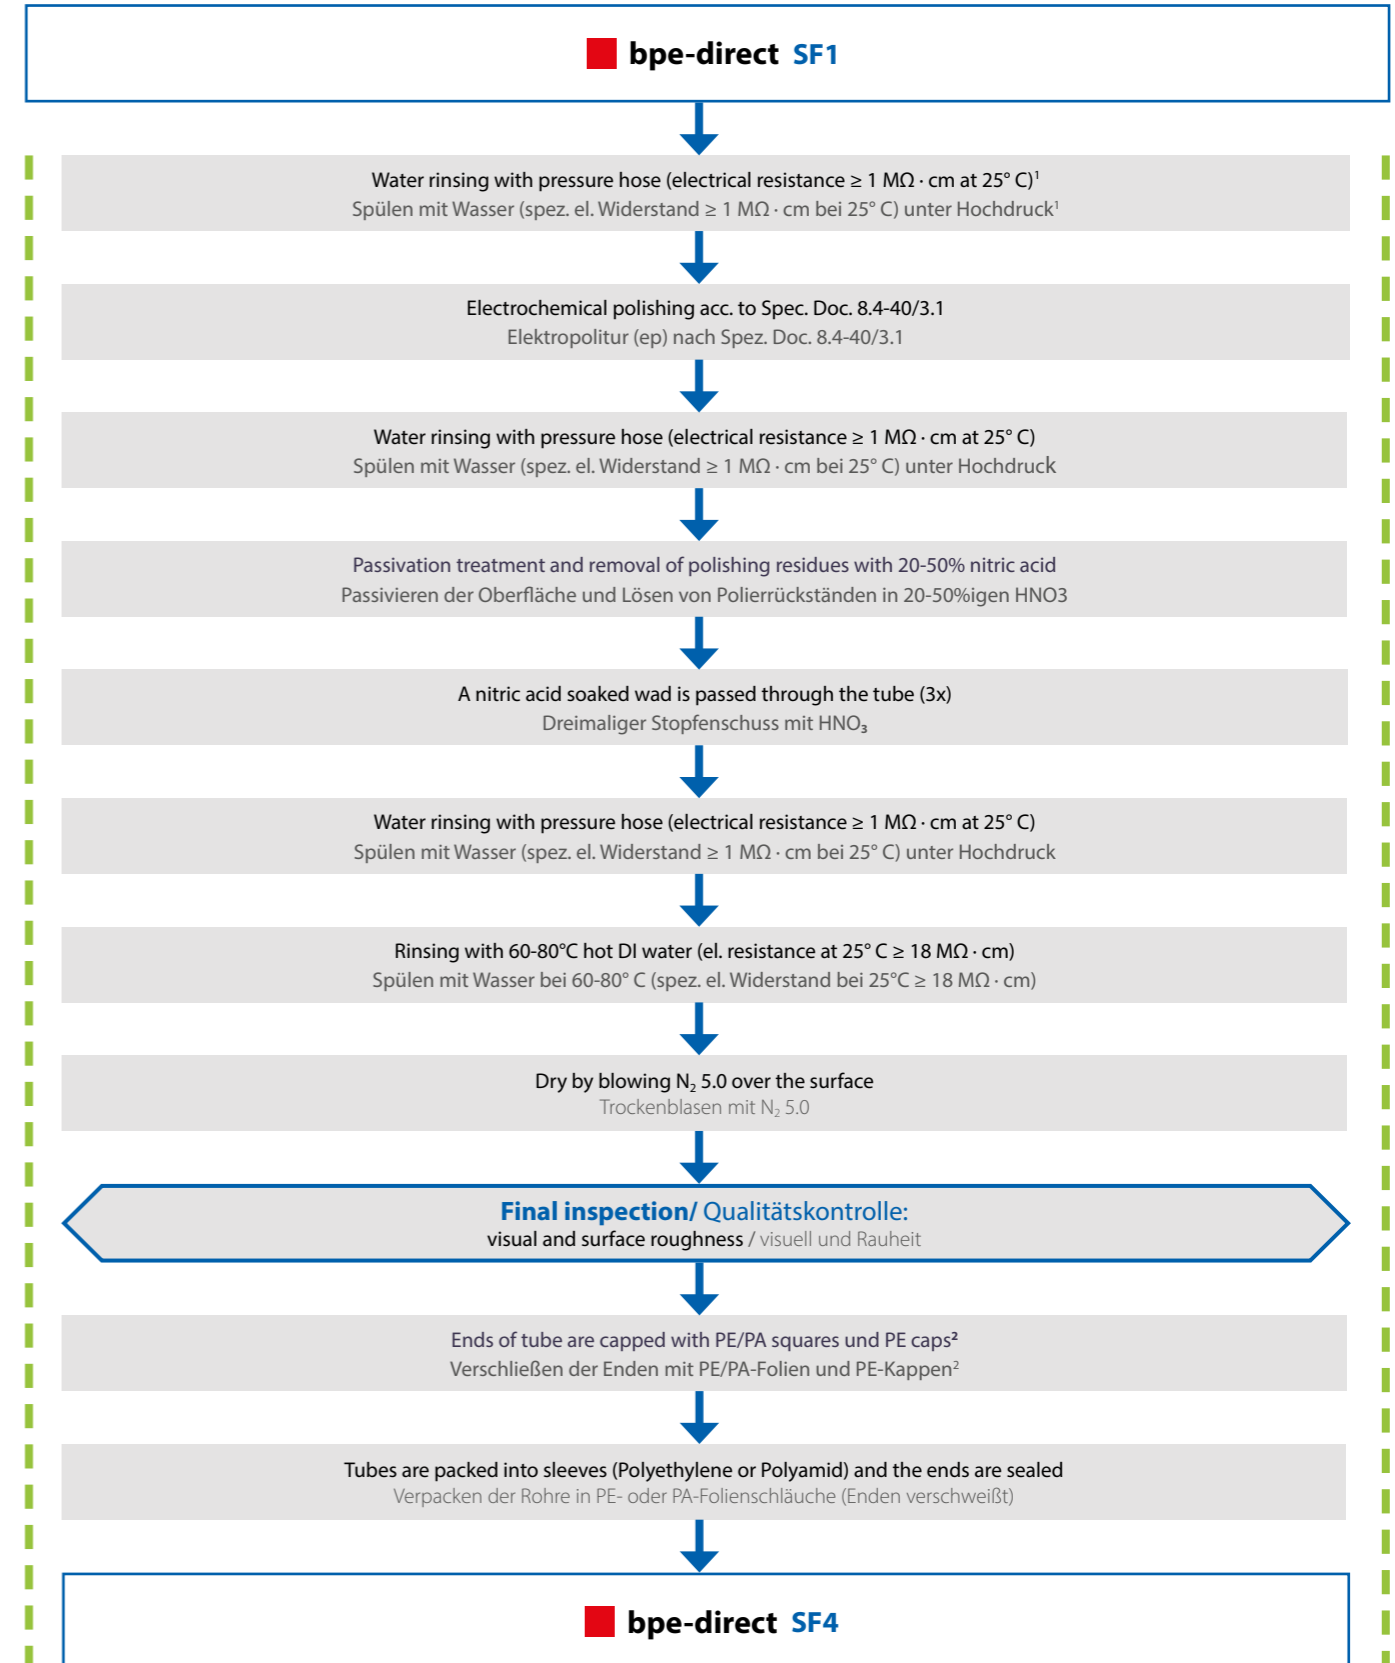 bpe-direct SF1
Water rinsing with pressure hose (electrical resistance ≥ 1 MΩ · cm at 25° C)¹
Spülen mit Wasser (spez. el. Widerstand ≥ 1 MΩ · cm bei 25° C) unter Hochdruck¹
Electrochemical polishing acc. to Spec. Doc. 8.4-40/3.1
Elektropolitur (ep) nach Spez. Doc. 8.4-40/3.1
Water rinsing with pressure hose (electrical resistance ≥ 1 MΩ · cm at 25° C)
Spülen mit Wasser (spez. el. Widerstand ≥ 1 MΩ · cm bei 25° C) unter Hochdruck
Passivation treatment and removal of polishing residues with 20-50% nitric acid
Passivieren der Oberfläche und Lösen von Polierrückständen in 20-50%igen HNO3
A nitric acid soaked wad is passed through the tube (3x)
Dreimaliger Stopfenschuss mit HNO₃
Water rinsing with pressure hose (electrical resistance ≥ 1 MΩ · cm at 25° C)
Spülen mit Wasser (spez. el. Widerstand ≥ 1 MΩ · cm bei 25° C) unter Hochdruck
Rinsing with 60-80°C hot DI water (el. resistance at 25° C ≥ 18 MΩ · cm)
Spülen mit Wasser bei 60-80° C (spez. el. Widerstand bei 25°C ≥ 18 MΩ · cm)
Dry by blowing N₂ 5.0 over the surface
Trockenblasen mit N₂ 5.0
Final inspection/ Qualitätskontrolle:
visual and surface roughness / visuell und Rauheit
Ends of tube are capped with PE/PA squares und PE caps²
Verschließen der Enden mit PE/PA-Folien und PE-Kappen²
Tubes are packed into sleeves (Polyethylene or Polyamid) and the ends are sealed
Verpacken der Rohre in PE- oder PA-Folienschläuche (Enden verschweißt)
bpe-direct SF4